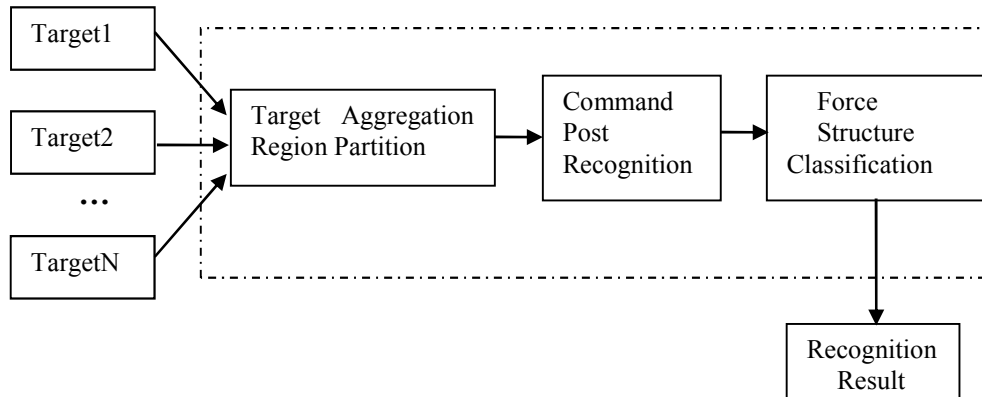 Target1
Target2
...
TargetN
Target Aggregation
Region Partition
Command
Post
Recognition
Force
Structure
Classification
Recognition
Result